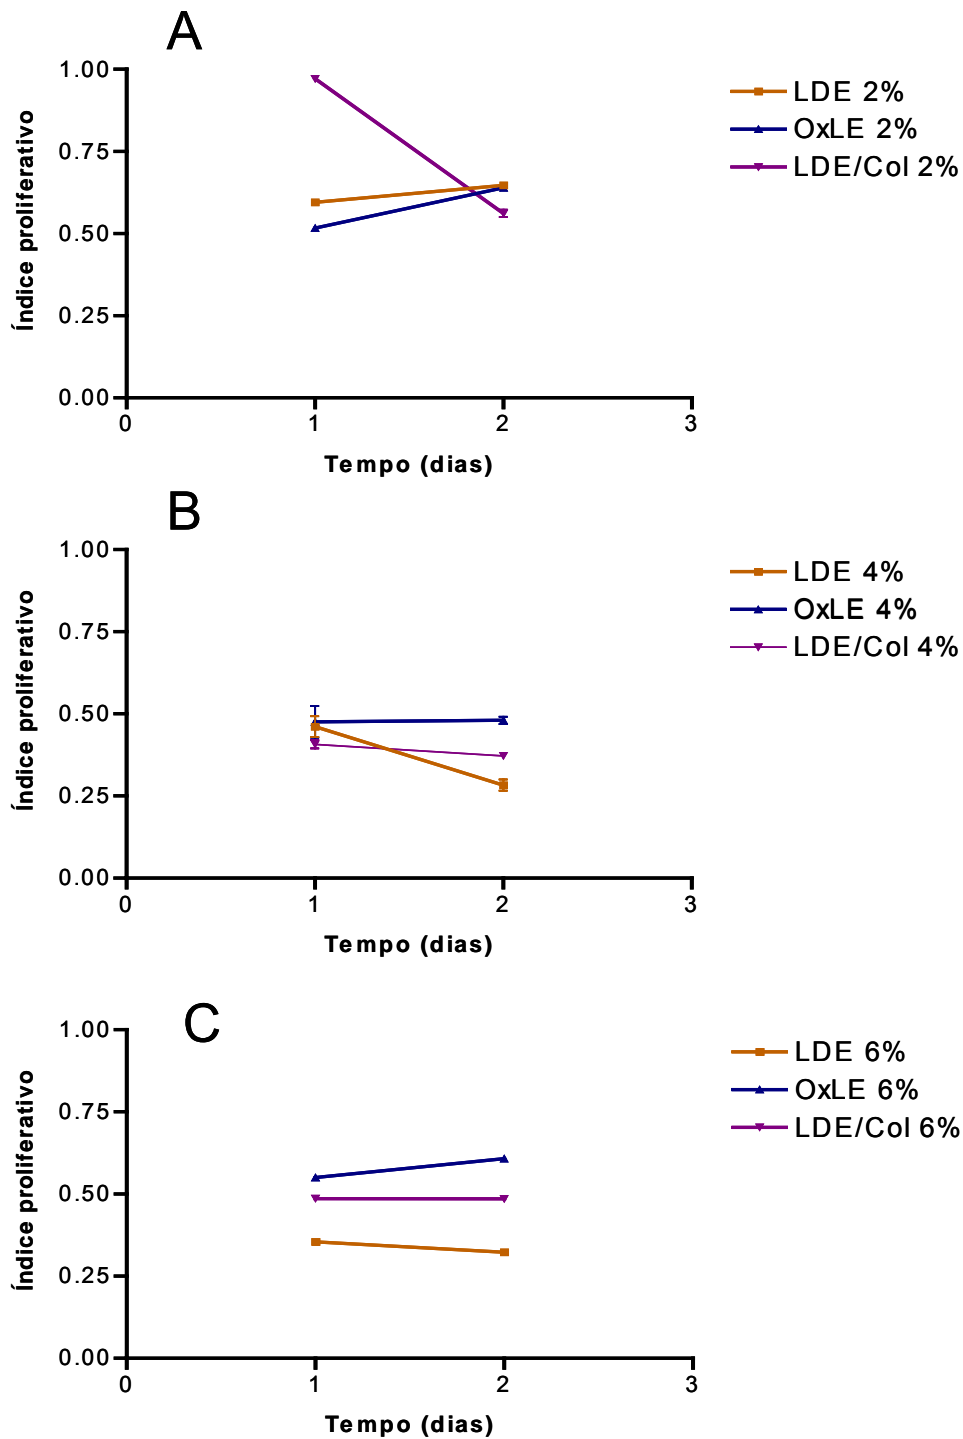 A
1.00
0.75
0.50
0.25
0.00
Índice proliferativo
0 1 2 3
Tempo (dias)
LDE 2%
OxLE 2%
LDE/Col 2%
B
1.00
0.75
0.50
0.25
0.00
Índice proliferativo
0 1 2 3
Tempo (dias)
LDE 4%
OxLE 4%
LDE/Col 4%
C
1.00
0.75
0.50
0.25
0.00
Índice proliferativo
0 1 2 3
Tempo (dias)
LDE 6%
OxLE 6%
LDE/Col 6%